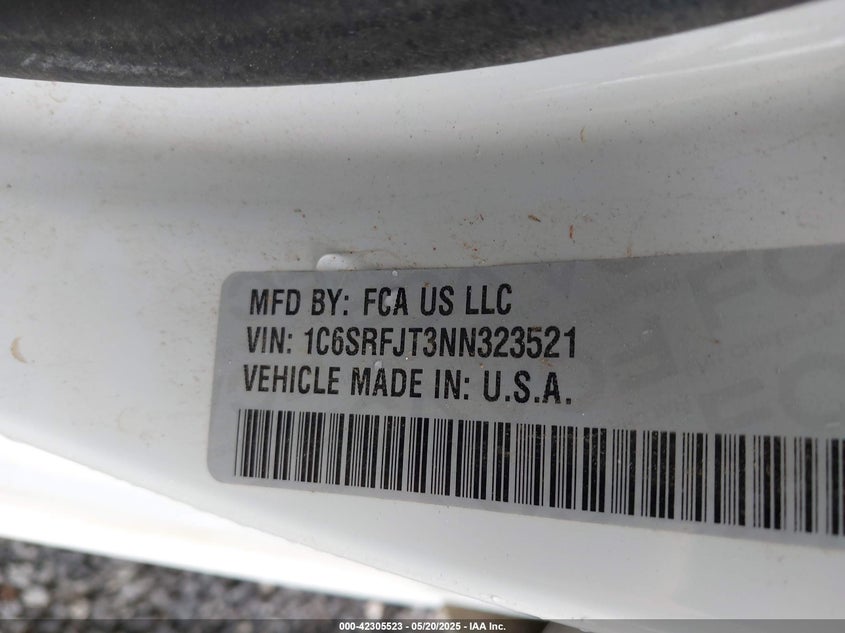 MFD BY: FCA US LLC
VIN: 1C6SRFJT3NN323521
VEHICLE MADE IN: U.S.A.
000-42305523 - 05/20/2025 - IAA Inc.